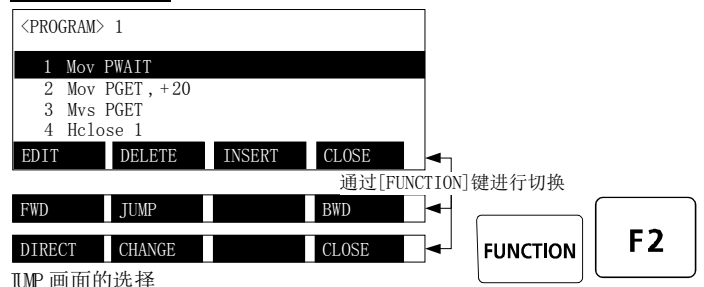 <PROGRAM> 1
1 Mov PWAIT
2 Mov PGET,+20
3 Mvs PGET
4 Hclose 1
EDIT DELETE INSERT CLOSE
通过[FUNCTION]键进行切换
FWD JUMP BWD
DIRECT CHANGE CLOSE
FUNCTION F2
JUMP 画面的选择